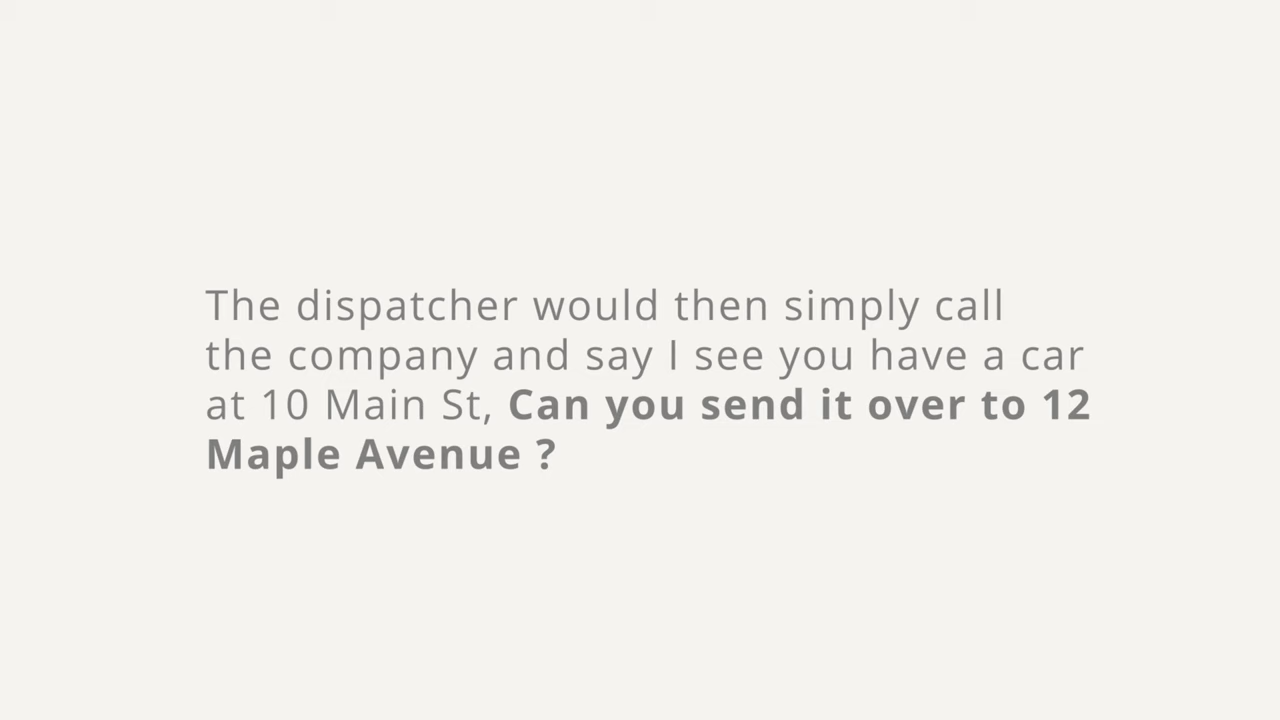 The dispatcher would then simply call
the company and say I see you have a car
at 10 Main St, Can you send it over to 12
Maple Avenue ?